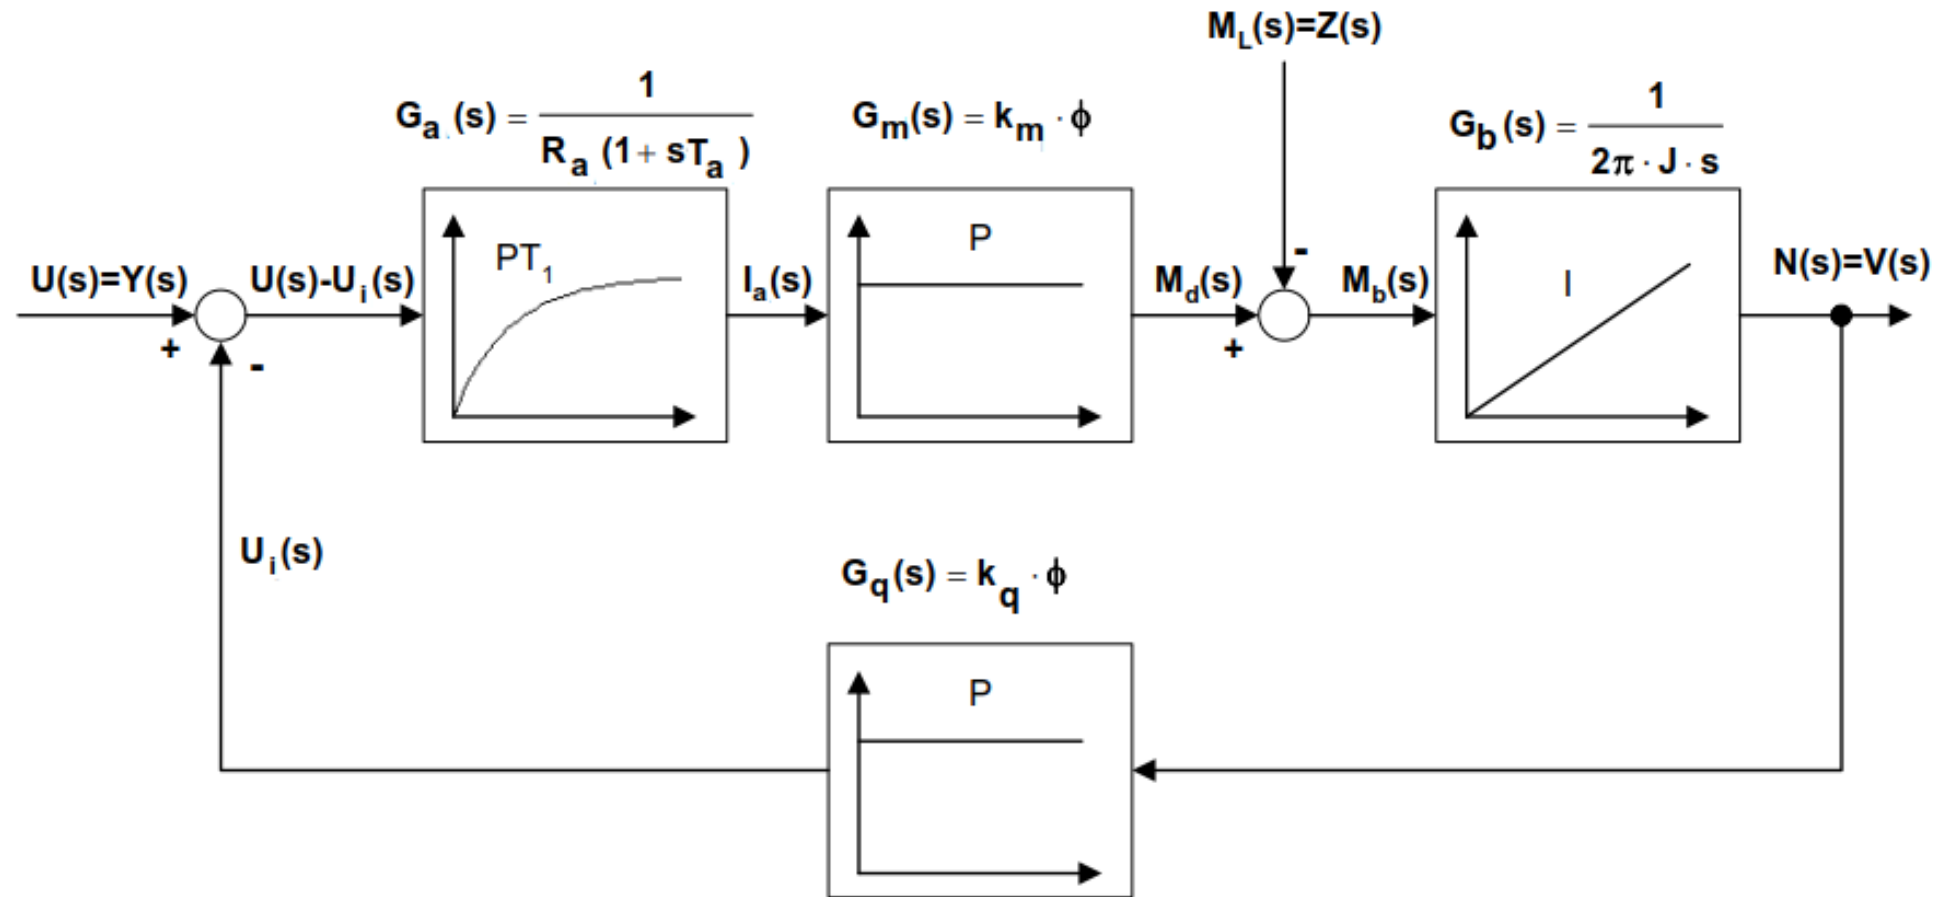 M_L(s)=Z(s)
G_a(s) = 1 / (R_a (1 + sT_a))
G_m(s) = k_m · ϕ
G_b(s) = 1 / (2π · J · s)
PT_1
P
I
U(s)=Y(s)
U(s)-U_i(s)
I_a(s)
M_d(s)
-
M_b(s)
N(s)=V(s)
+
-
+
U_i(s)
G_q(s) = k_q · ϕ
P